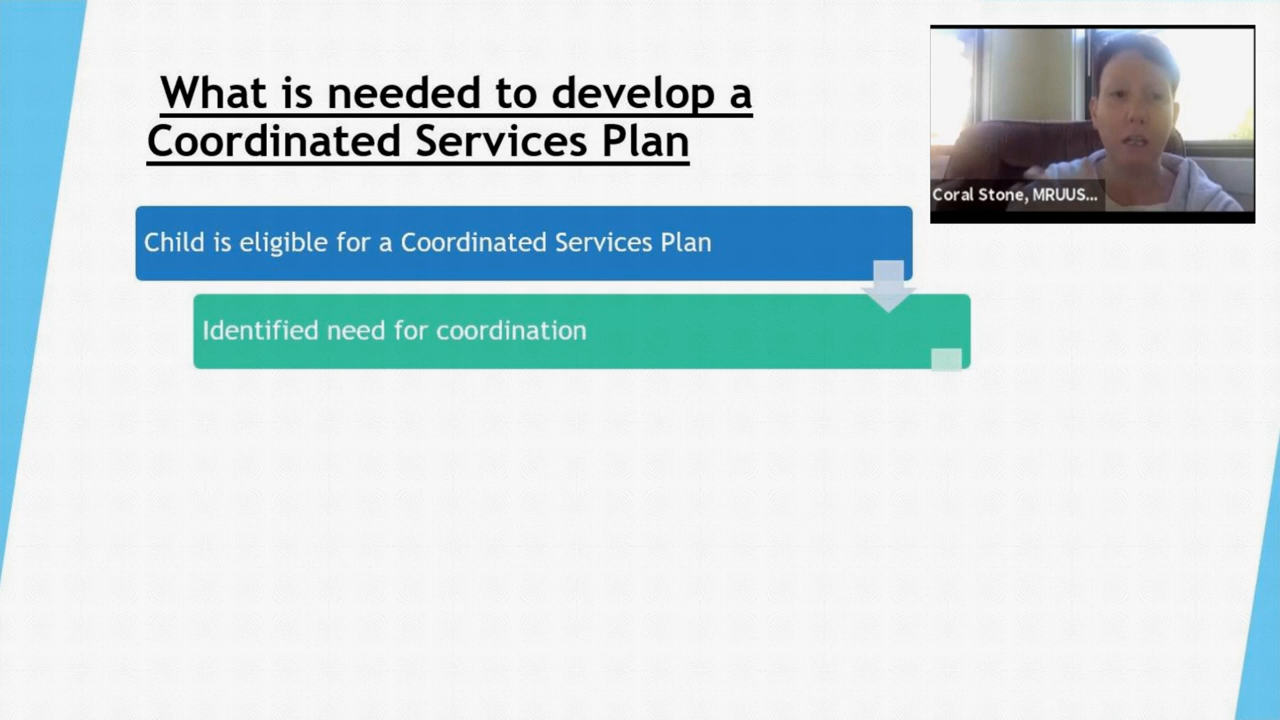 What is needed to develop a
Coordinated Services Plan
Child is eligible for a Coordinated Services Plan
Identified need for coordination
Coral Stone, MRUUS...